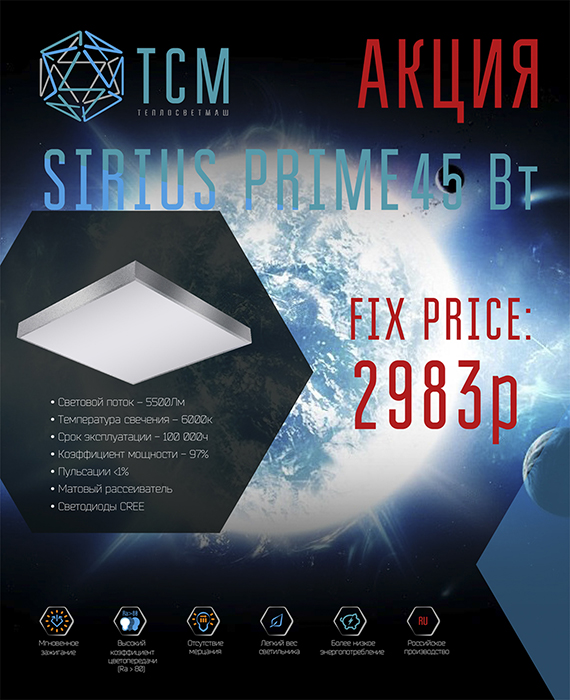 ТСМ
ТЕПЛОСВЕТМАШ
АКЦИЯ
SIRIUS PRIME 45 Вт
FIX PRICE:
2983р
• Световой поток – 5500Лм
• Температура свечения – 6000к
• Срок эксплуатации – 100 000ч
• Коэффициент мощности – 97%
• Пульсации <1%
• Матовый рассеиватель
• Светодиоды CREE
Ra>80
RU
Мгновенное
зажигание
Высокий
коэффициент
цветопередачи
(Ra > 80)
Отсутствие
мерцания
Легкий вес
светильника
Более низкое
энергопотребление
Российское
производство